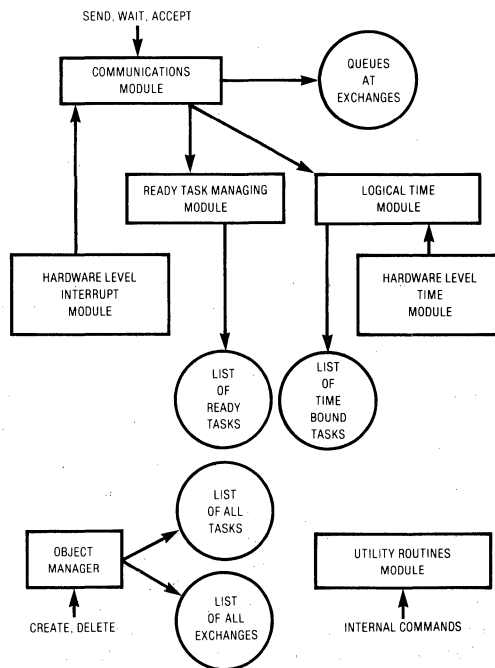 SEND, WAIT, ACCEPT
COMMUNICATIONS
MODULE
QUEUES
AT
EXCHANGES
READY TASK MANAGING
MODULE
LOGICAL TIME
MODULE
HARDWARE LEVEL
INTERRUPT
MODULE
HARDWARE LEVEL
TIME
MODULE
LIST
OF
READY
TASKS
LIST
OF
TIME
BOUND
TASKS
LIST
OF ALL
TASKS
OBJECT
MANAGER
UTILITY ROUTINES
MODULE
LIST
OF ALL
EXCHANGES
CREATE, DELETE
INTERNAL COMMANDS